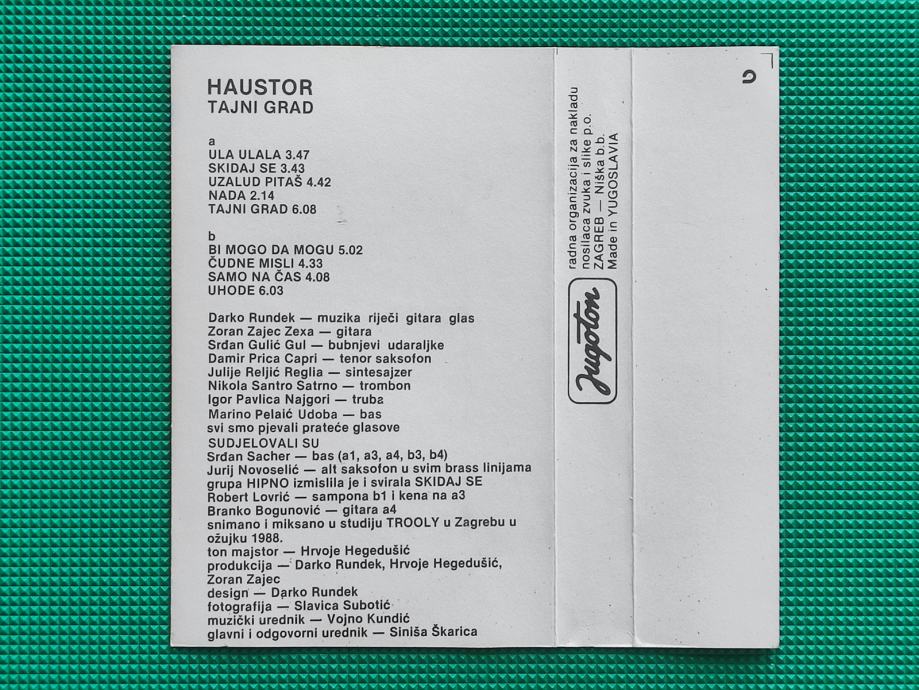 HAUSTOR
TAJNI GRAD
a
ULA ULALA 3.47
SKIDAJ SE 3.43
UZALUD PITAŠ 4.42
NADA 2.14
TAJNI GRAD 6.08
b
BI MOGO DA MOGU 5.02
ČUDNE MISLI 4.33
SAMO NA ČAS 4.08
UHODE 6.03
Darko Rundek — muzika riječi gitara glas
Zoran Zajec Zexa — gitara
Srđan Gulić Gul — bubnjevi udaraljke
Damir Prica Capri — tenor saksofon
Julije Reljić Reglia — sintesajzer
Nikola Santro Satrno — trombon
Igor Pavlica Najgori — truba
Marino Pelaić Udoba — bas
svi smo pjevali prateće glasove
SUDJELOVALI SU
Srđan Sacher — bas (a1, a3, a4, b3, b4)
Jurij Novoselić — alt saksofon u svim brass linijama
grupa HIPNO izmislila je i svirala SKIDAJ SE
Robert Lovrić — sampona b1 i kena na a3
Branko Bogunović — gitara a4
snimano i miksano u studiju TROOLY u Zagrebu u
ožujku 1988.
ton majstor — Hrvoje Hegedušić
produkcija — Darko Rundek, Hrvoje Hegedušić,
Zoran Zajec
design — Darko Rundek
fotografija — Slavica Subotić
muzički urednik — Vojno Kundić
glavni i odgovorni urednik — Siniša Škarica
radna organizacija za nakladu
nosilaca zvuka i slike p.o.
ZAGREB — Niška b.b.
Made in YUGOSLAVIA
Jugoton